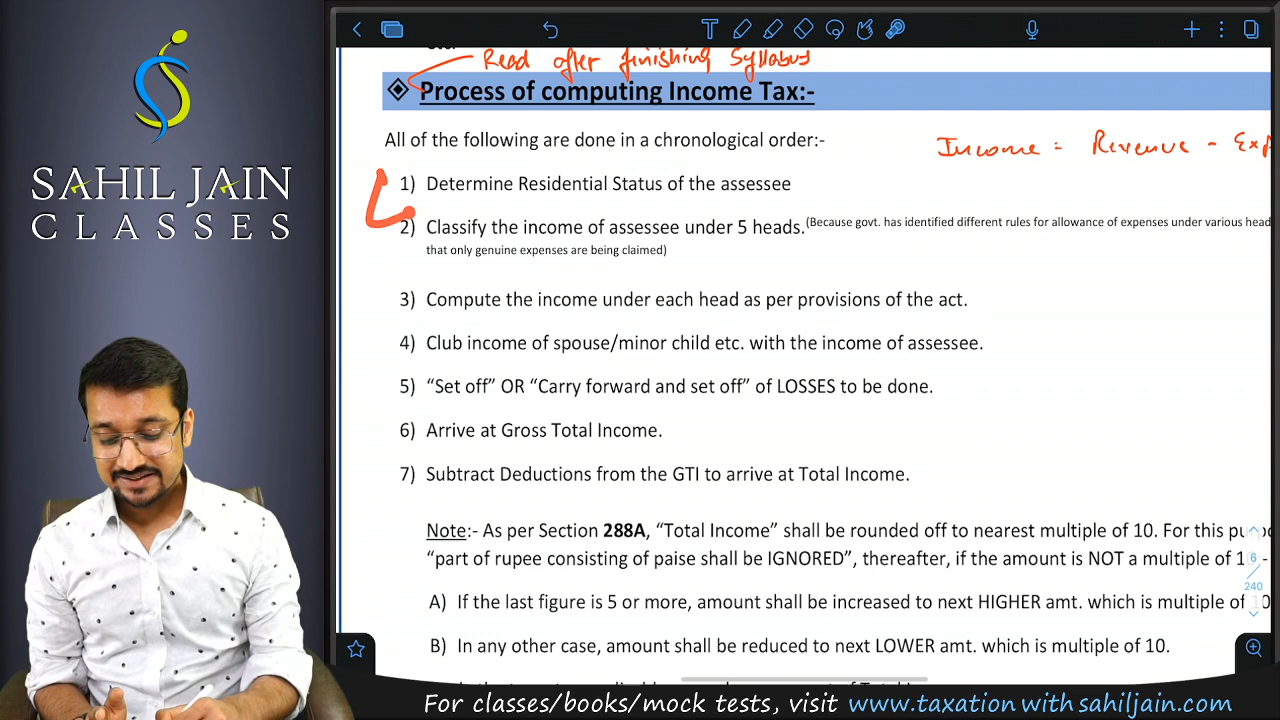 Read after finishing Syllabus
Process of computing Income Tax:-
All of the following are done in a chronological order:-
Income = Revenue - Exp
1) Determine Residential Status of the assessee
2) Classify the income of assessee under 5 heads.(Because govt. has identified different rules for allowance of expenses under various head
that only genuine expenses are being claimed)
3) Compute the income under each head as per provisions of the act.
4) Club income of spouse/minor child etc. with the income of assessee.
5) “Set off” OR “Carry forward and set off” of LOSSES to be done.
6) Arrive at Gross Total Income.
7) Subtract Deductions from the GTI to arrive at Total Income.
Note:- As per Section 288A, “Total Income” shall be rounded off to nearest multiple of 10. For this pu
“part of rupee consisting of paise shall be IGNORED”, thereafter, if the amount is NOT a multiple of 1
A) If the last figure is 5 or more, amount shall be increased to next HIGHER amt. which is multiple of 10
B) In any other case, amount shall be reduced to next LOWER amt. which is multiple of 10.
6
240
SAHIL JAIN
CLASSES
For classes/books/mock tests, visit www.taxationwithsahiljain.com